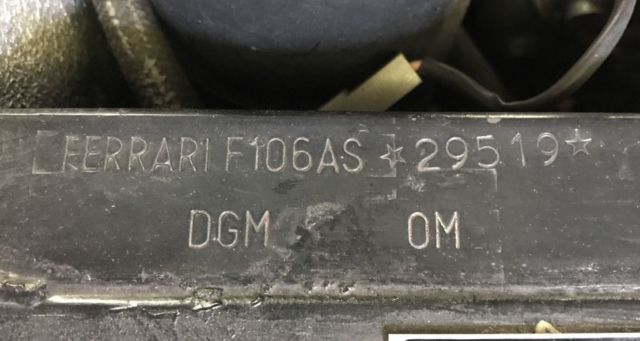 FERRARI F106AS *29519☆
DGM OM